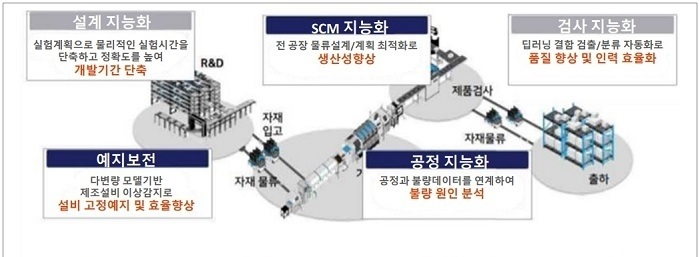 설계 지능화
실험계획으로 물리적인 실험시간을
단축하고 정확도를 높여
개발기간 단축
SCM 지능화
전 공장 물류설계/계획 최적화로
생산성향상
검사 지능화
딥러닝 결함 검출/분류 자동화로
품질 향상 및 인력 효율화
R&D
자재
입고
제품검사
자재물류
출하
예지보전
다변량 모델기반
제조설비 이상감지로
설비 고정예지 및 효율향상
자재 물류
공정 지능화
공정과 불량데이터를 연계하여
불량 원인 분석